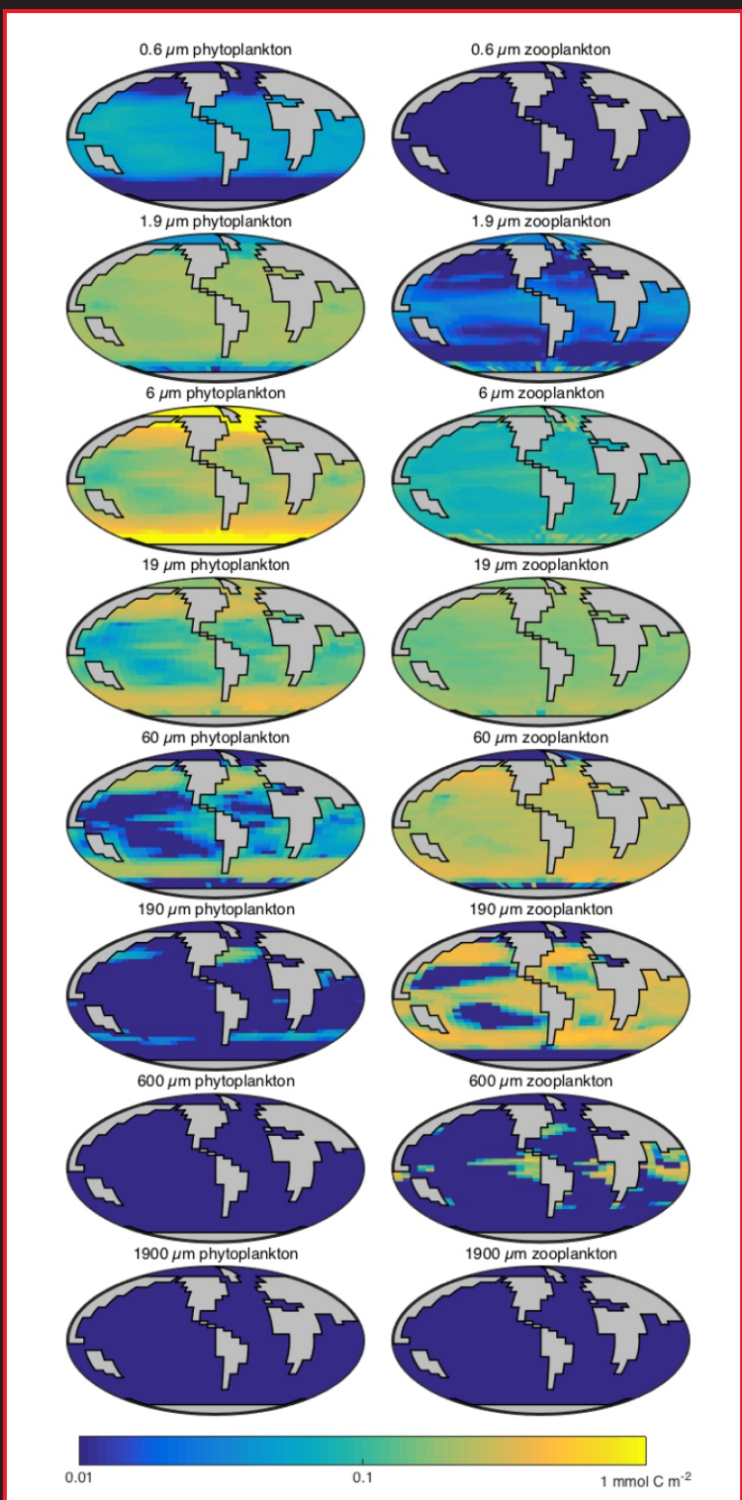 0.6 µm phytoplankton 0.6 µm zooplankton
1.9 µm phytoplankton 1.9 µm zooplankton
6 µm phytoplankton 6 µm zooplankton
19 µm phytoplankton 19 µm zooplankton
60 µm phytoplankton 60 µm zooplankton
190 µm phytoplankton 190 µm zooplankton
600 µm phytoplankton 600 µm zooplankton
1900 µm phytoplankton 1900 µm zooplankton
0.01 0.1 1 mmol C m⁻²